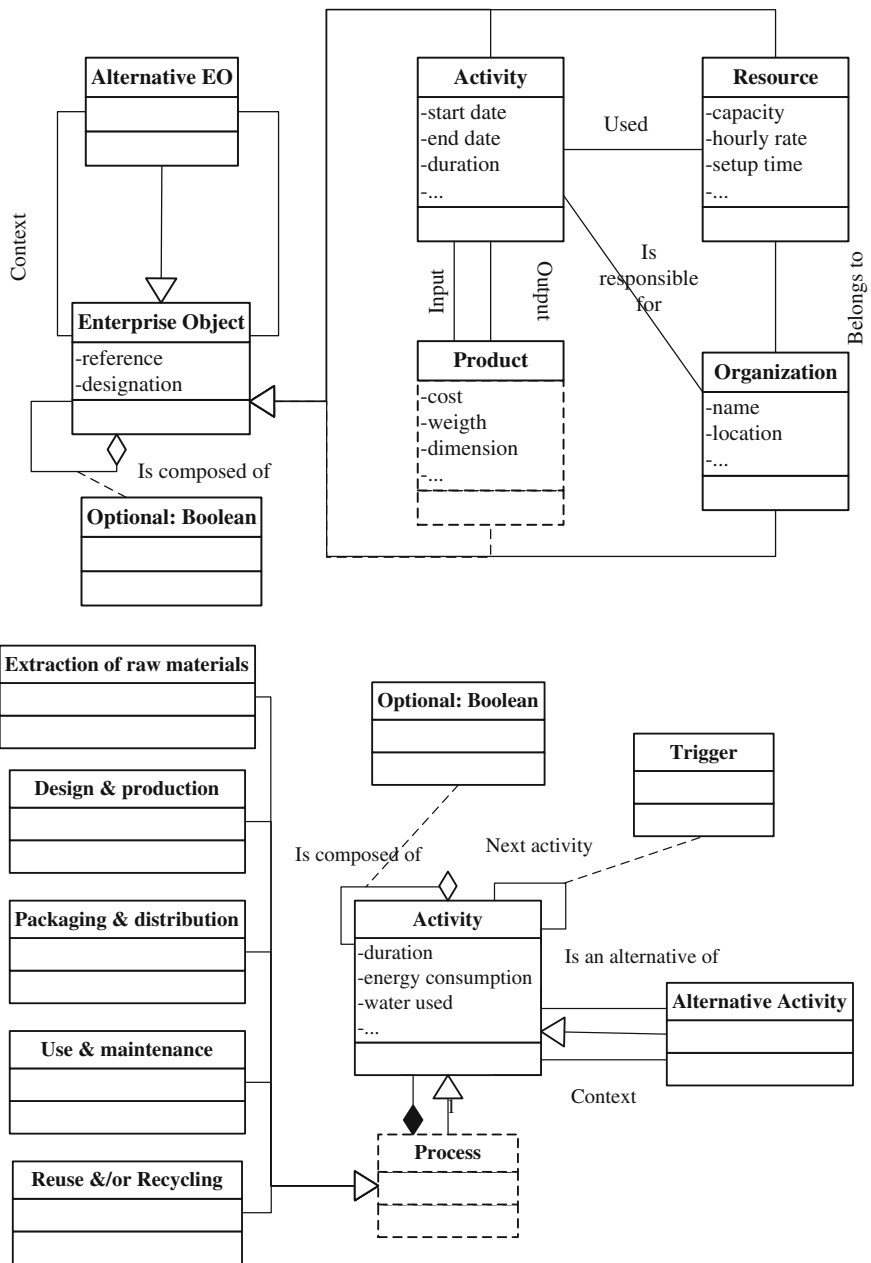 Alternative EO
Activity
-start date
-end date
-duration
-...
Used
Resource
-capacity
-hourly rate
-setup time
-...
Context
Input
Output
Is
responsible
for
Belongs to
Enterprise Object
-reference
-designation
Is composed of
Optional: Boolean
Product
-cost
-weigth
-dimension
-...
Organization
-name
-location
-...
Extraction of raw materials
Design & production
Packaging & distribution
Use & maintenance
Reuse &/or Recycling
Optional: Boolean
Trigger
Is composed of
Next activity
Activity
-duration
-energy consumption
-water used
-...
Is an alternative of
Alternative Activity
Context
1
Process